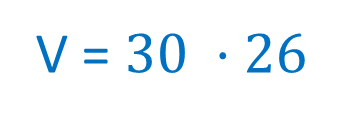 V = 30 · 26